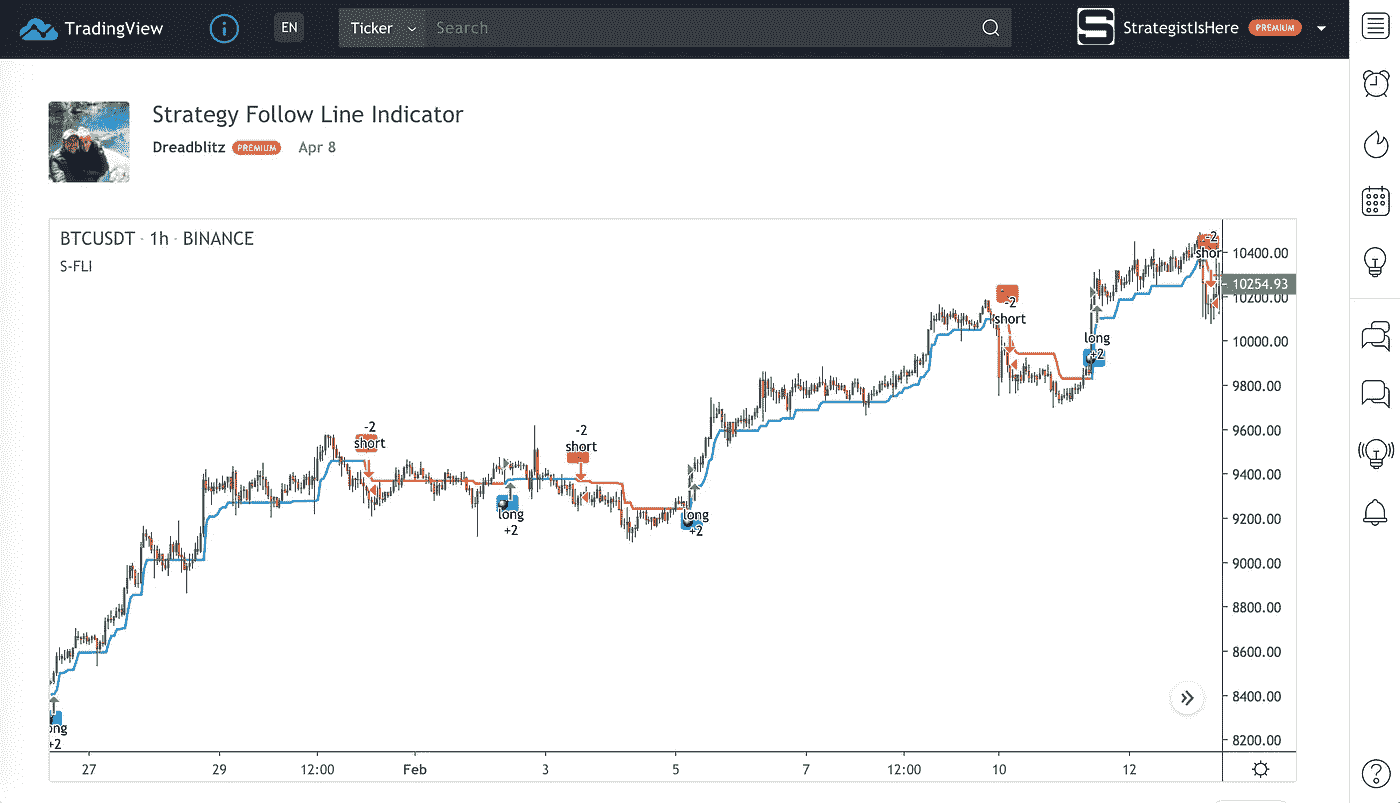 TradingView
EN
Ticker
Search
StrategistIsHere PREMIUM
Strategy Follow Line Indicator
Dreadblitz PREMIUM Apr 8
BTCUSDT · 1h · BINANCE
S-FLI
-2
short
-2
short
-2
short
-2
shor
long
+2
long
+2
long
+2
ong
+2
10400.00
10254.93
10200.00
10000.00
9800.00
9600.00
9400.00
9200.00
9000.00
8800.00
8600.00
8400.00
8200.00
27 29 12:00 Feb 3 5 7 12:00 10 12